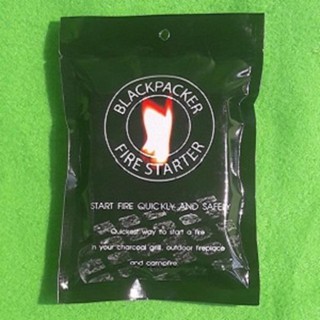 BLACKPACKER
FIRE STARTER
START FIRE QUICKLY AND SAFELY
Quickest way to start a fire
in your charcoal grill, outdoor fireplace
and campfire.